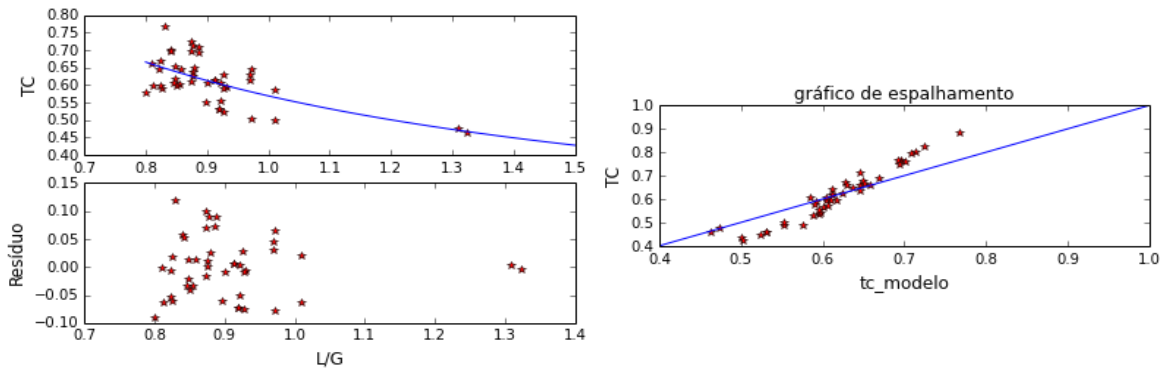 0.80
0.75
0.70
0.65
0.60
0.55
0.50
0.45
0.40
TC
0.7 0.8 0.9 1.0 1.1 1.2 1.3 1.4 1.5
0.15
0.10
0.05
0.00
−0.05
−0.10
Resíduo
0.7 0.8 0.9 1.0 1.1 1.2 1.3 1.4
L/G
gráfico de espalhamento
1.0
0.9
0.8
0.7
0.6
0.5
0.4
TC
0.4 0.5 0.6 0.7 0.8 0.9 1.0
tc_modelo